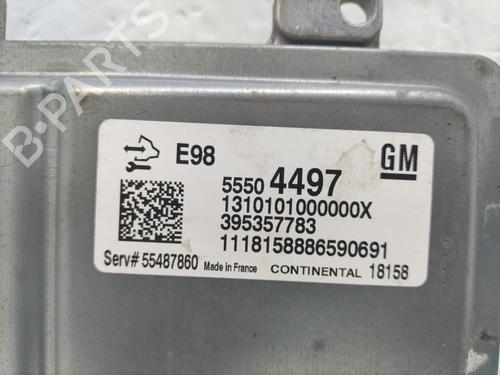 E98
GM
5550 4497
1310101000000X
395357783
1118158886590691
Serv# 55487860 Made in France CONTINENTAL 18158
B-Parts